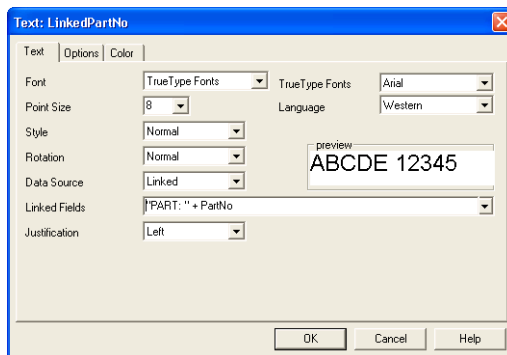 Text: LinkedPartNo
Text Options Color
Font TrueType Fonts TrueType Fonts Arial
Point Size 8 Language Western
Style Normal
Rotation Normal
preview
ABCDE 12345
Data Source Linked
Linked Fields "PART: " + PartNo
Justification Left
OK Cancel Help